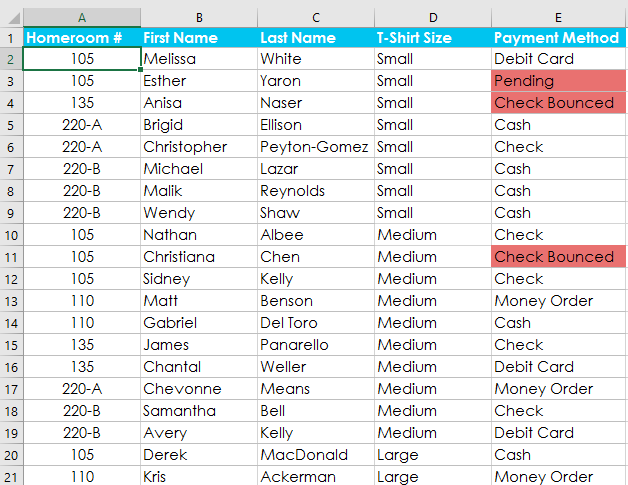 A B C D E
1 Homeroom # First Name Last Name T-Shirt Size Payment Method
2 105 Melissa White Small Debit Card
3 105 Esther Yaron Small Pending
4 135 Anisa Naser Small Check Bounced
5 220-A Brigid Ellison Small Cash
6 220-A Christopher Peyton-Gomez Small Check
7 220-B Michael Lazar Small Cash
8 220-B Malik Reynolds Small Cash
9 220-B Wendy Shaw Small Cash
10 105 Nathan Albee Medium Check
11 105 Christiana Chen Medium Check Bounced
12 105 Sidney Kelly Medium Check
13 110 Matt Benson Medium Money Order
14 110 Gabriel Del Toro Medium Cash
15 135 James Panarello Medium Check
16 135 Chantal Weller Medium Debit Card
17 220-A Chevonne Means Medium Money Order
18 220-B Samantha Bell Medium Check
19 220-B Avery Kelly Medium Debit Card
20 105 Derek MacDonald Large Cash
21 110 Kris Ackerman Large Money Order